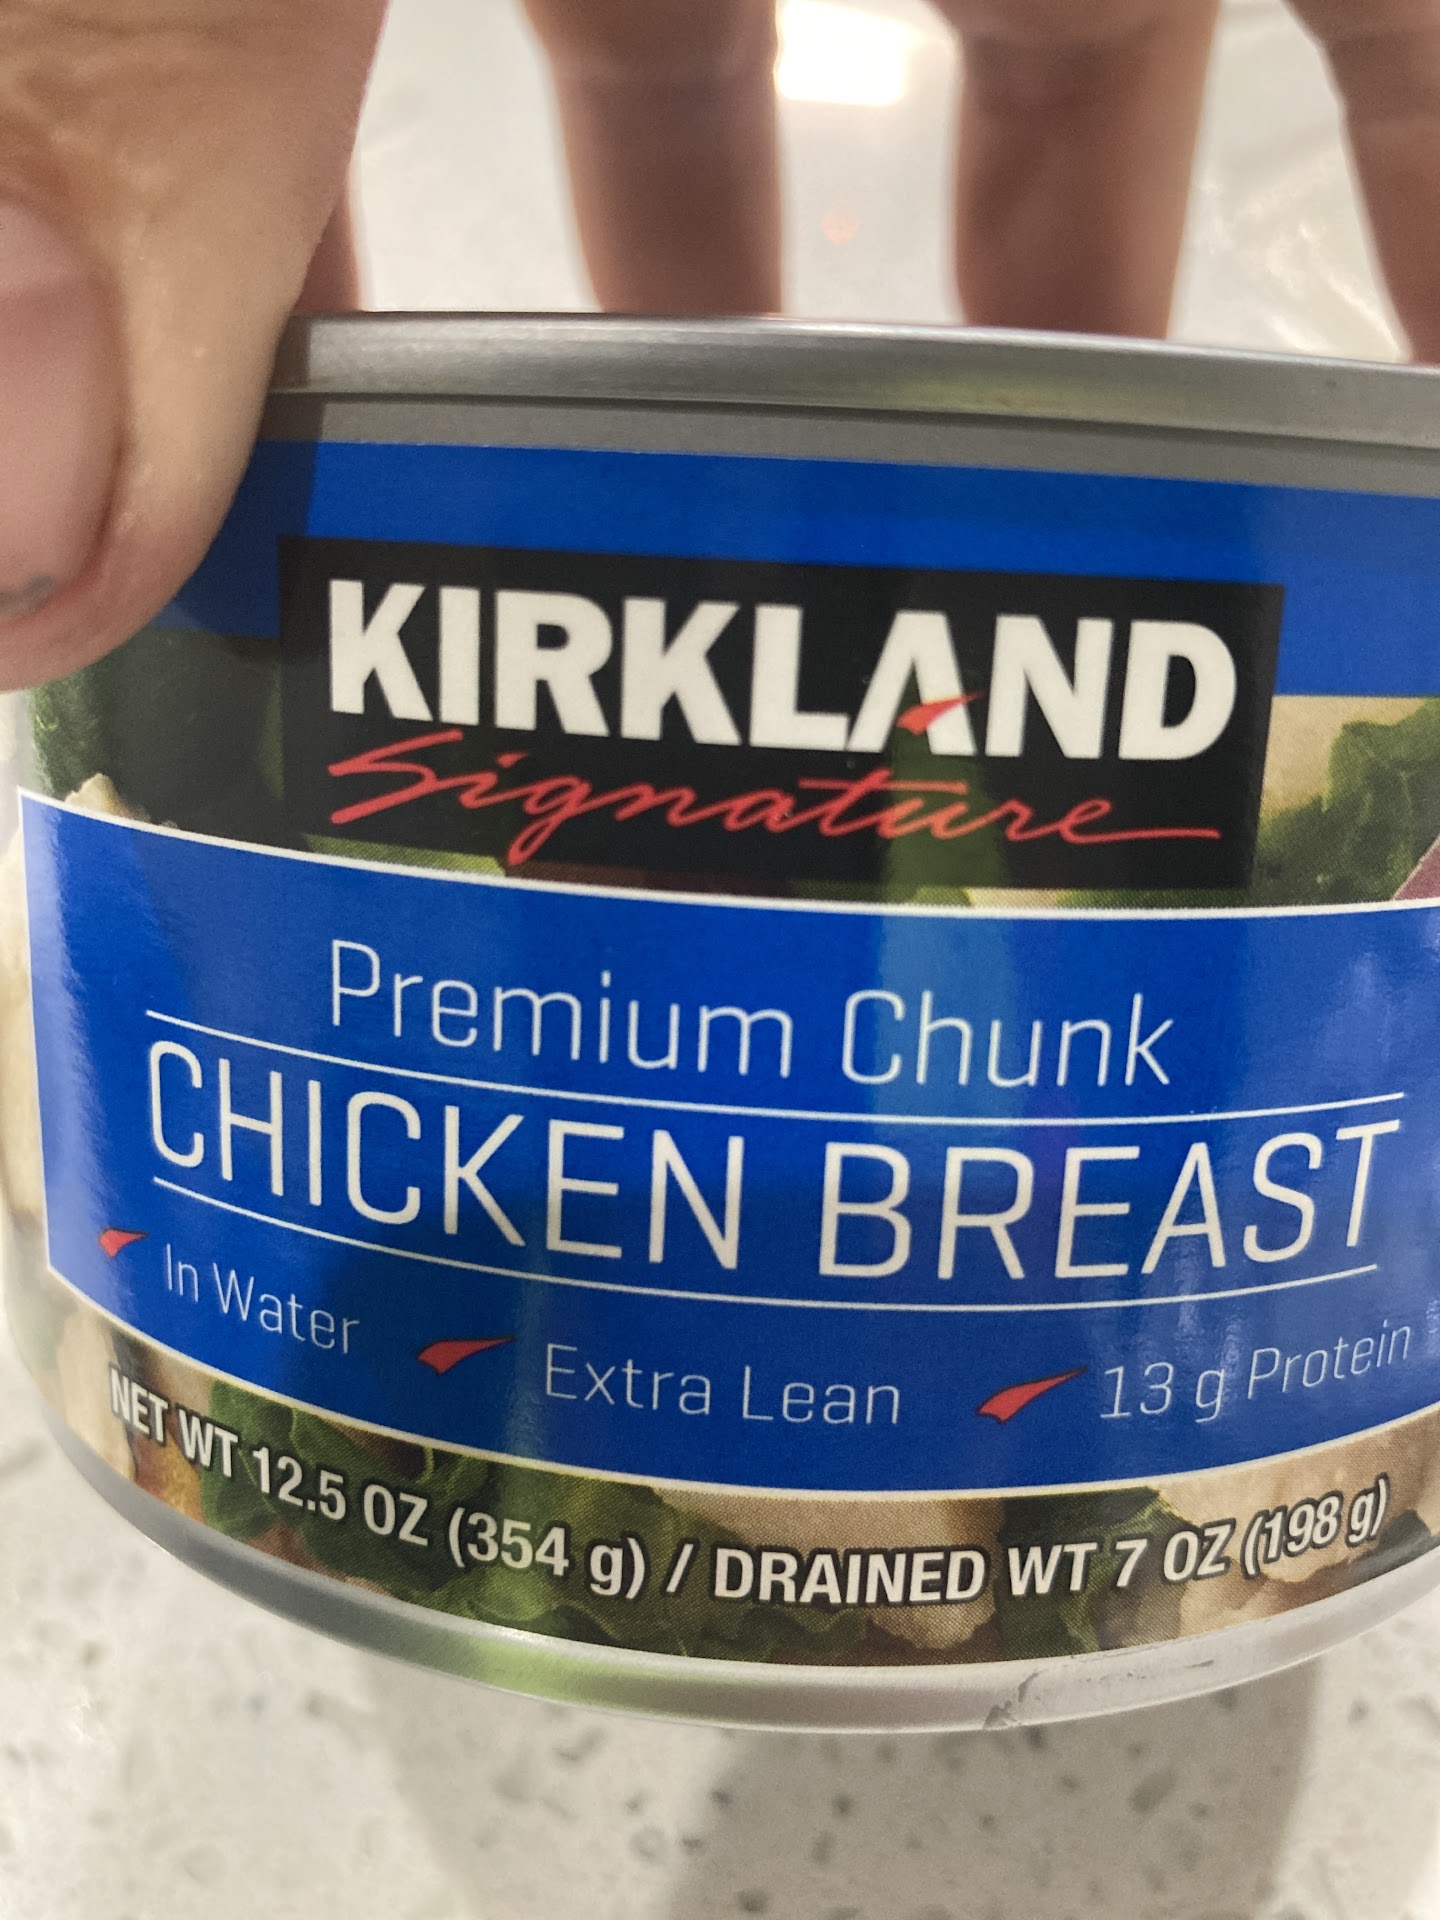 KIRKLAND
Signature
Premium Chunk
CHICKEN BREAST
In Water Extra Lean 13 g Protein
NET WT 12.5 OZ (354 g) / DRAINED WT 7 OZ (198 g)